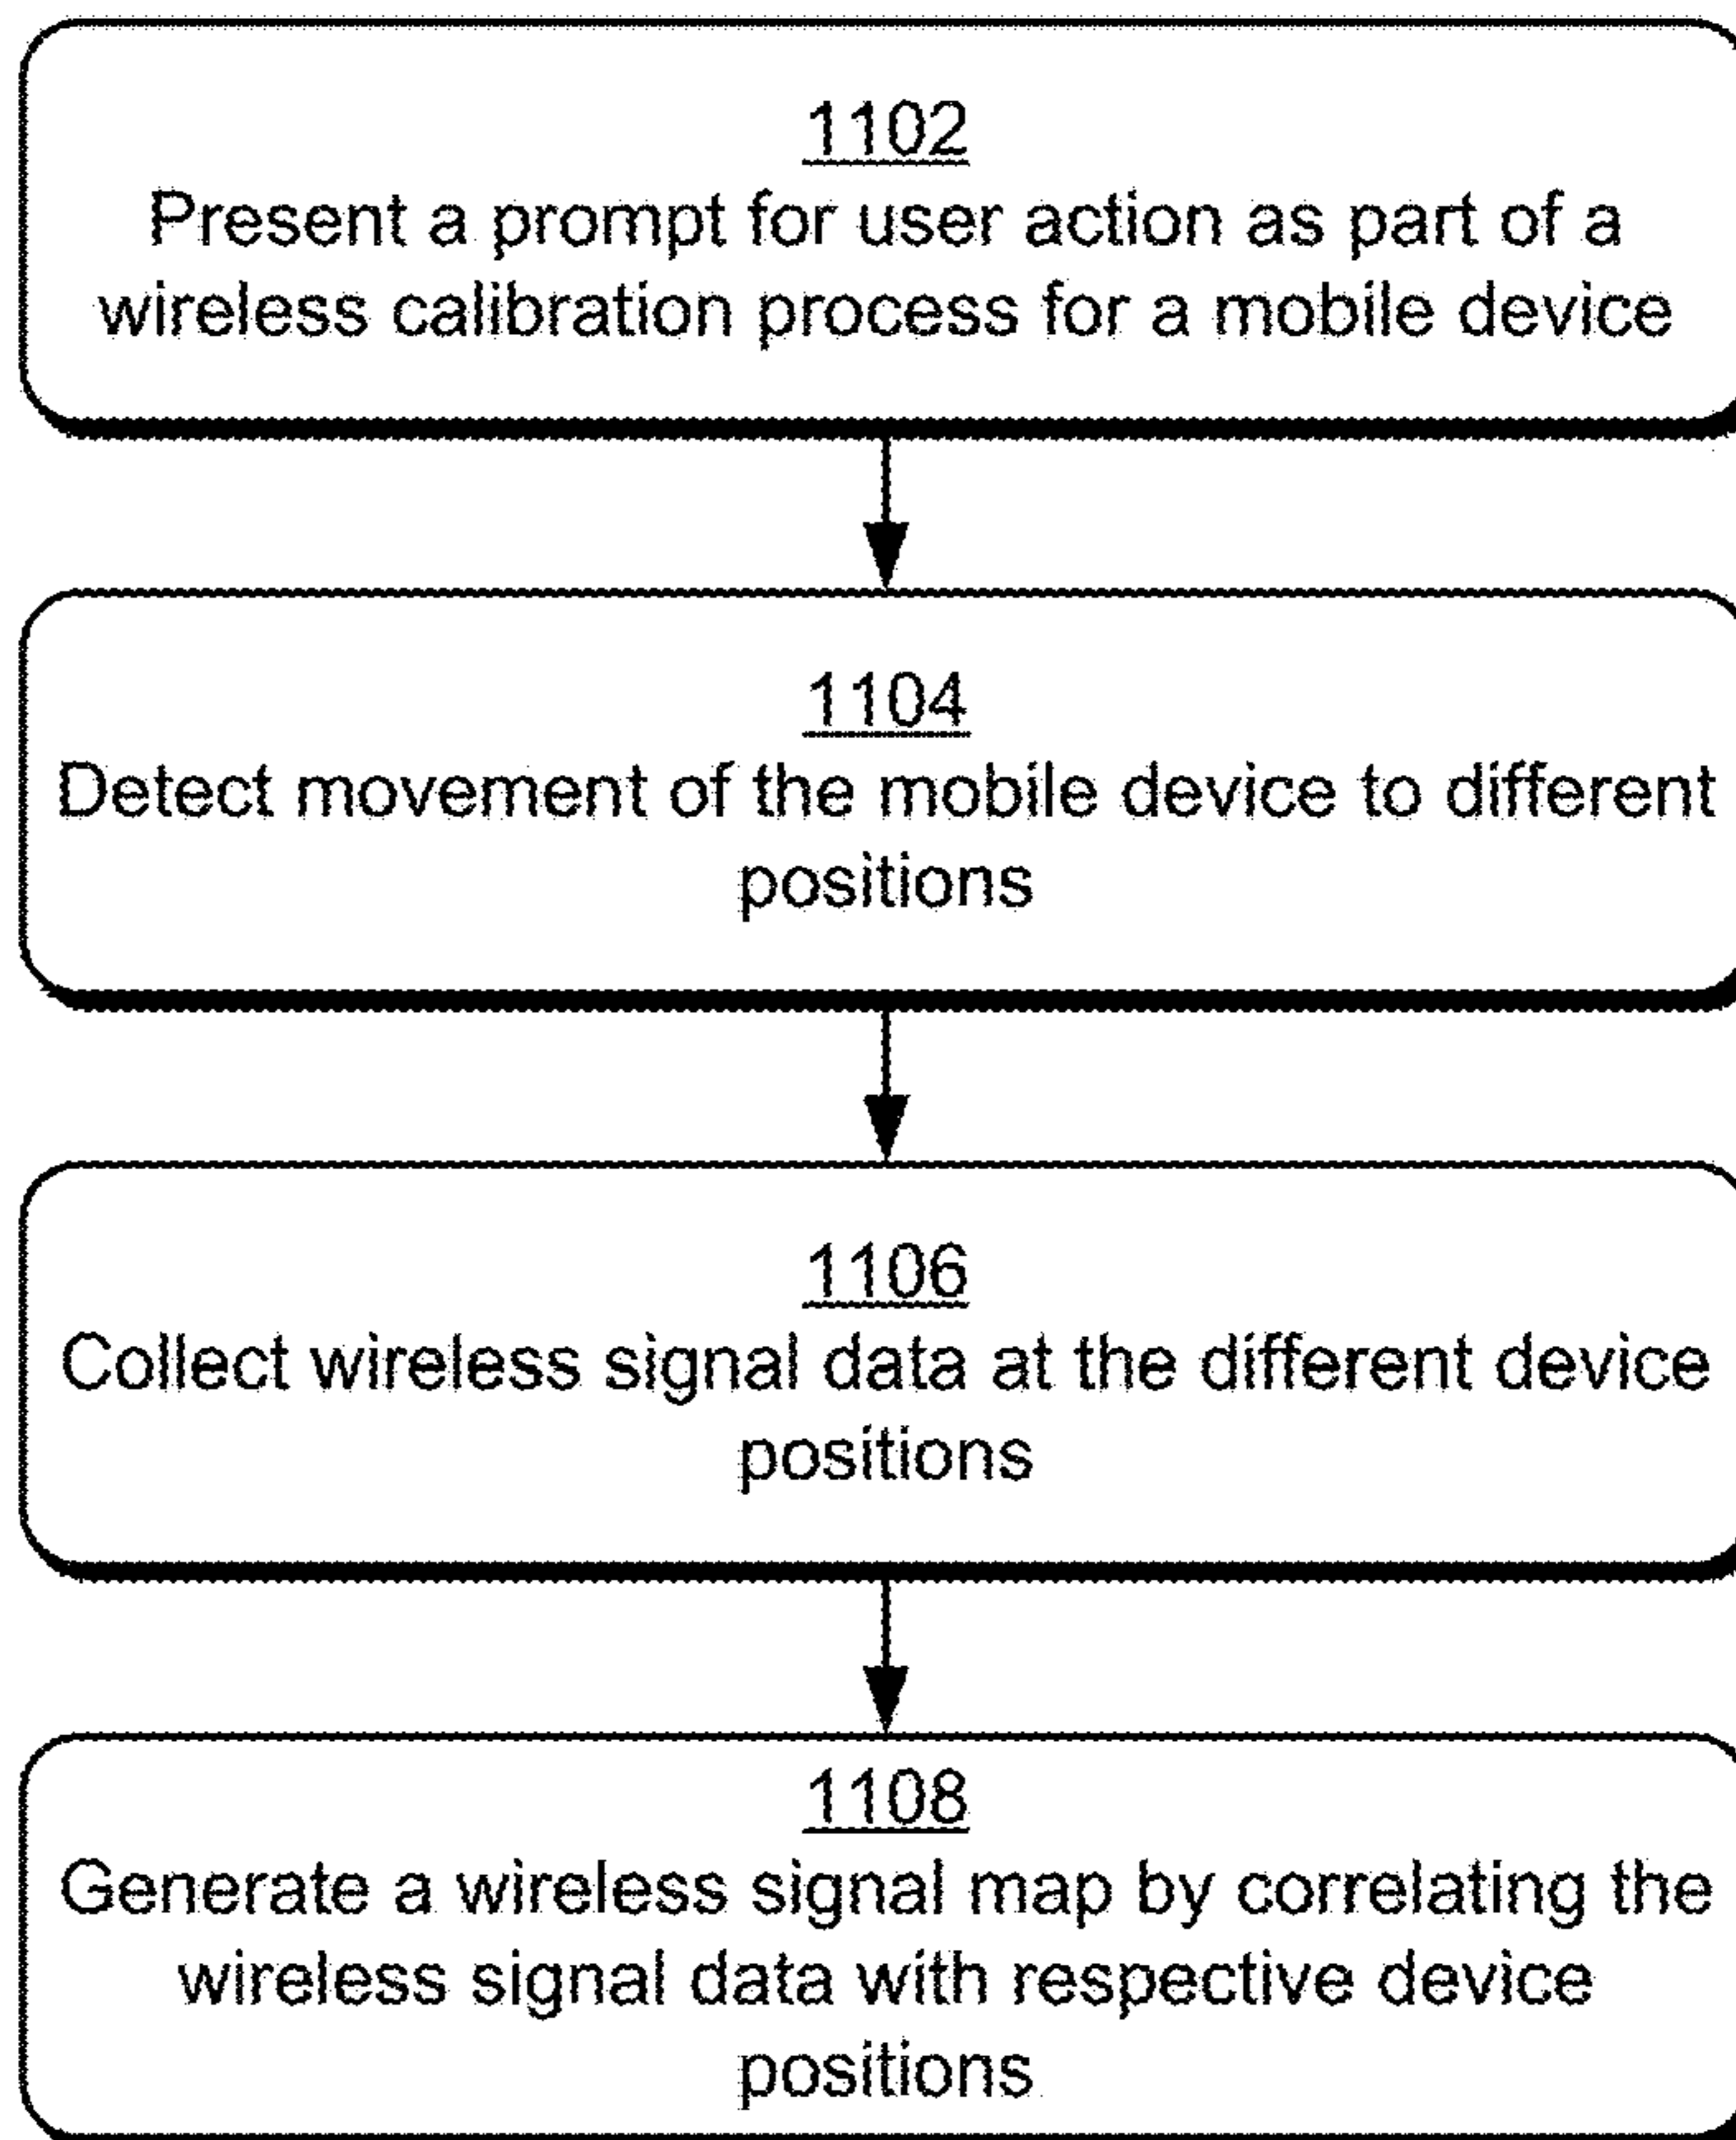 1102
Present a prompt for user action as part of a
wireless calibration process for a mobile device
1104
Detect movement of the mobile device to different
positions
1106
Collect wireless signal data at the different device
positions
1108
Generate a wireless signal map by correlating the
wireless signal data with respective device
positions